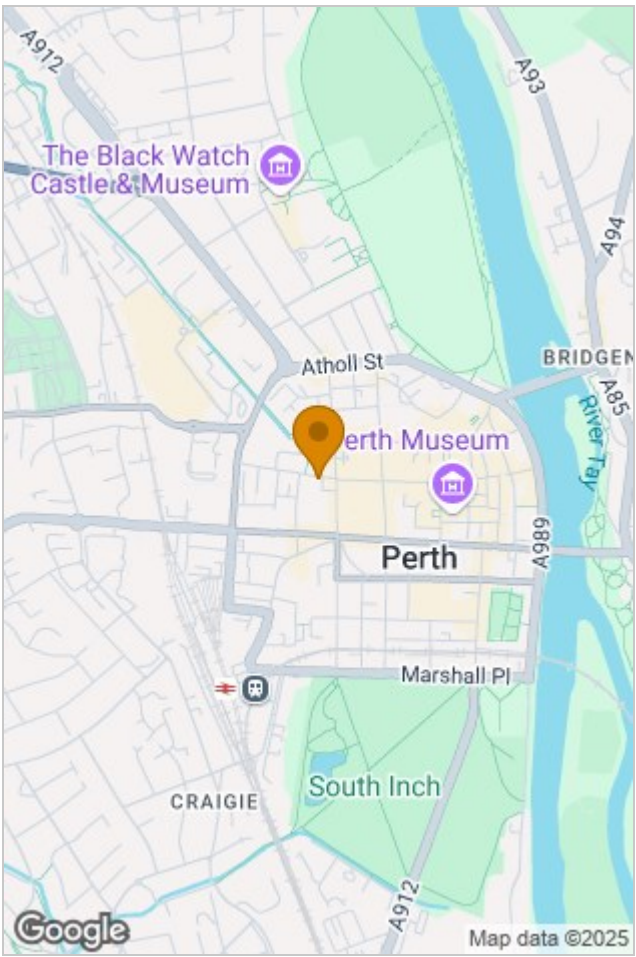 A912
A93
The Black Watch
Castle & Museum
A94
Atholl St
BRIDGEN
A85
River Tay
erth Museum
Perth
A989
Marshall Pl
South Inch
CRAIGIE
A912
Google
Map data ©2025